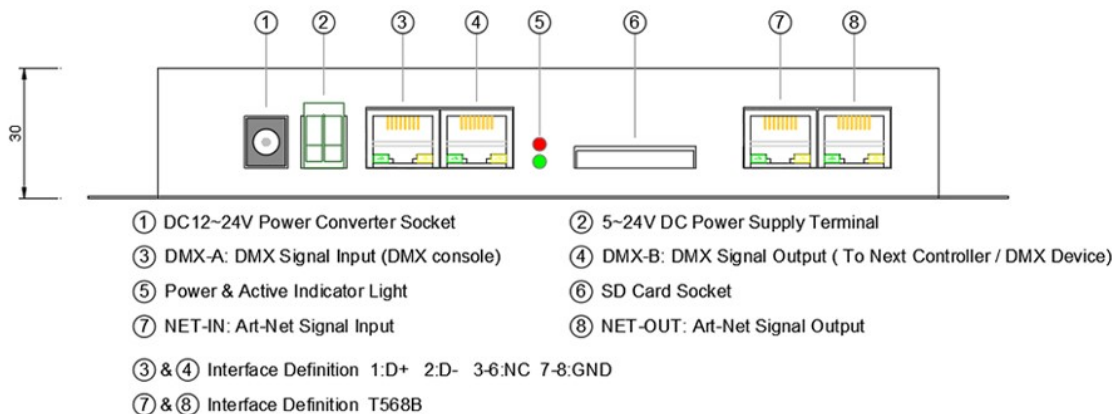 ① ② ③ ④ ⑤ ⑥ ⑦ ⑧
30
① DC12~24V Power Converter Socket ② 5~24V DC Power Supply Terminal
③ DMX-A: DMX Signal Input (DMX console) ④ DMX-B: DMX Signal Output ( To Next Controller / DMX Device)
⑤ Power & Active Indicator Light ⑥ SD Card Socket
⑦ NET-IN: Art-Net Signal Input ⑧ NET-OUT: Art-Net Signal Output
③ & ④ Interface Definition 1:D+ 2:D- 3-6:NC 7-8:GND
⑦ & ⑧ Interface Definition T568B